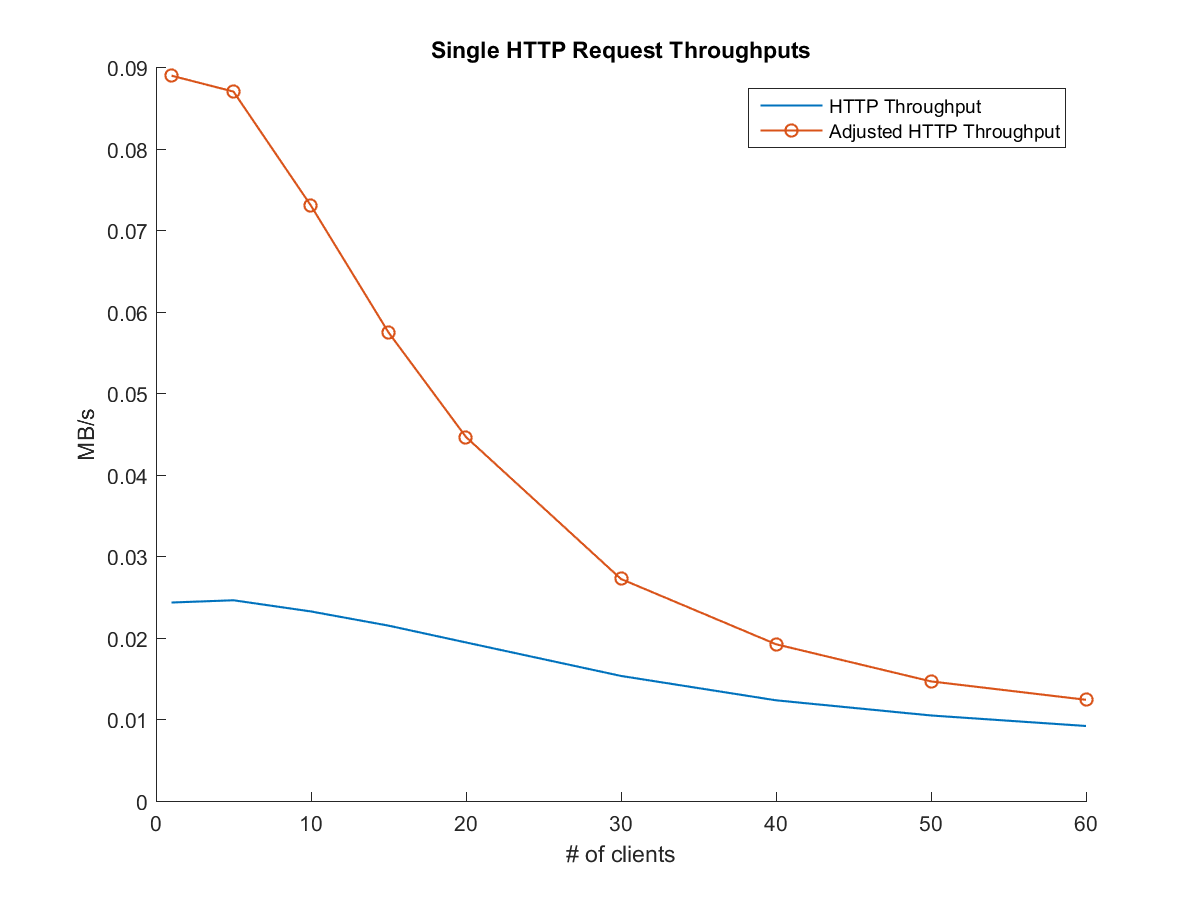 Single HTTP Request Throughputs
HTTP Throughput
Adjusted HTTP Throughput
0.09
0.08
0.07
0.06
0.05
0.04
0.03
0.02
0.01
0
MB/s
0 10 20 30 40 50 60
# of clients